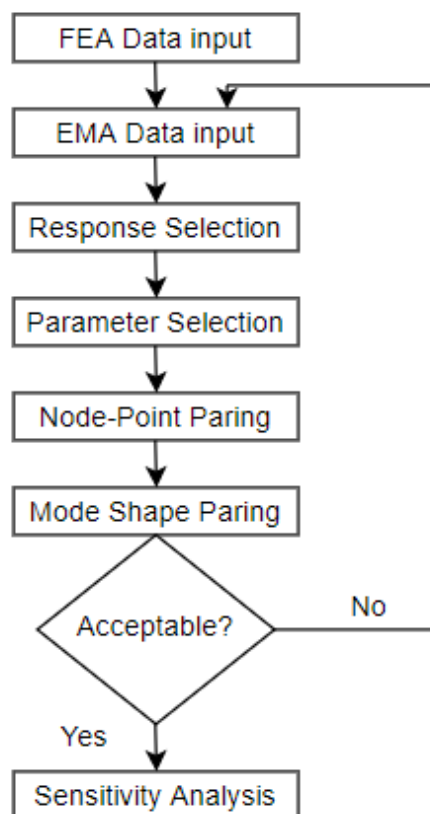 FEA Data input
EMA Data input
Response Selection
Parameter Selection
Node-Point Paring
Mode Shape Paring
Acceptable?
No
Yes
Sensitivity Analysis